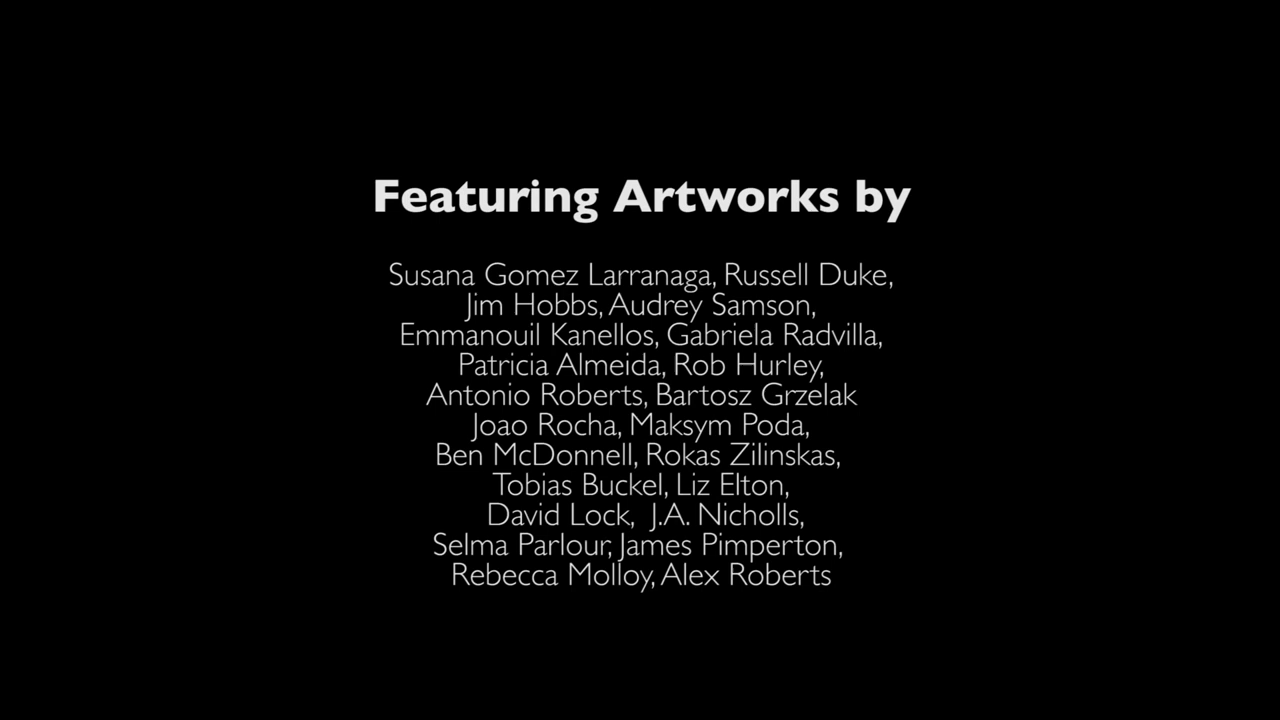 Featuring Artworks by
Susana Gomez Larranaga, Russell Duke,
Jim Hobbs, Audrey Samson,
Emmanouil Kanellos, Gabriela Radvilla,
Patricia Almeida, Rob Hurley,
Antonio Roberts, Bartosz Grzelak
Joao Rocha, Maksym Poda,
Ben McDonnell, Rokas Zilinskas,
Tobias Buckel, Liz Elton,
David Lock,  J.A. Nicholls,
Selma Parlour, James Pimperton,
Rebecca Molloy, Alex Roberts